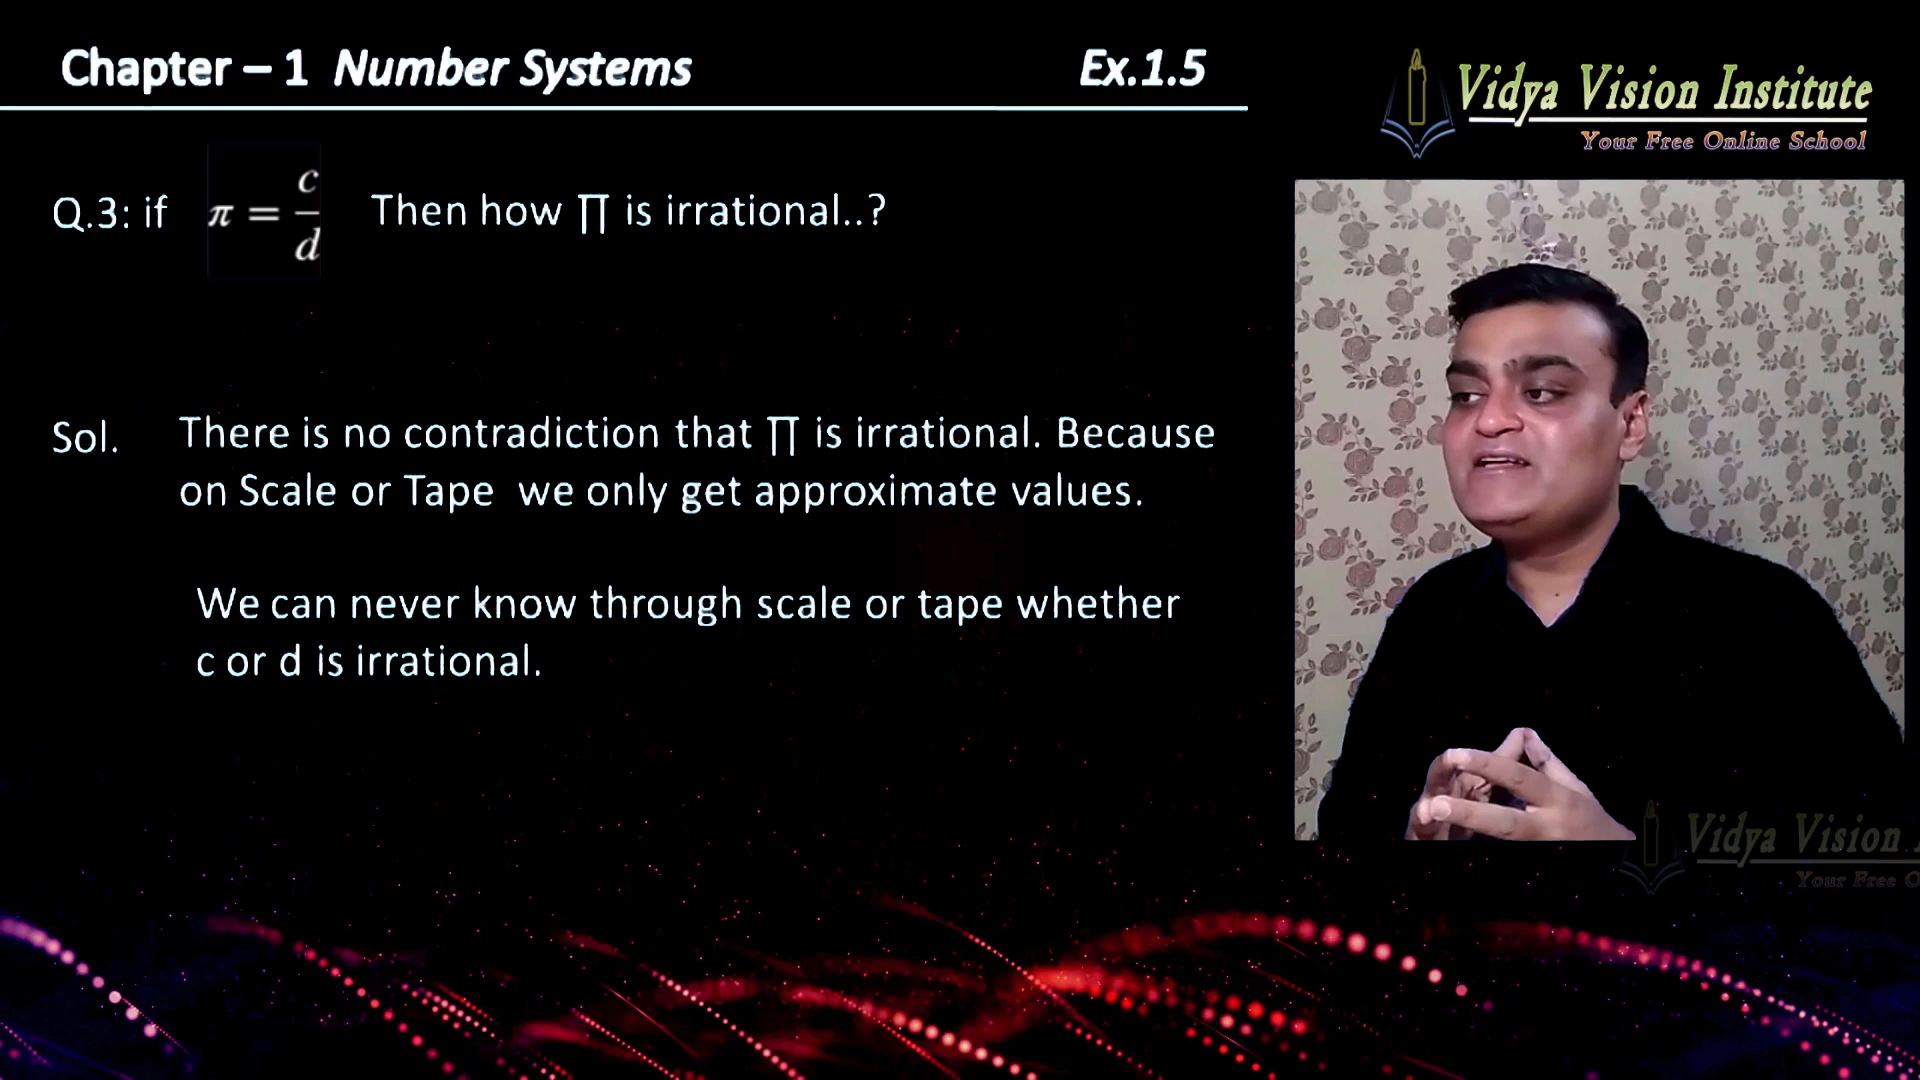 Chapter – 1 Number Systems Ex.1.5
Vidya Vision Institute
Your Free Online School
Q.3: if π = c/d Then how ∏ is irrational..?
Sol. There is no contradiction that ∏ is irrational. Because
on Scale or Tape we only get approximate values.
We can never know through scale or tape whether
c or d is irrational.
Vidya Vision
Your Free